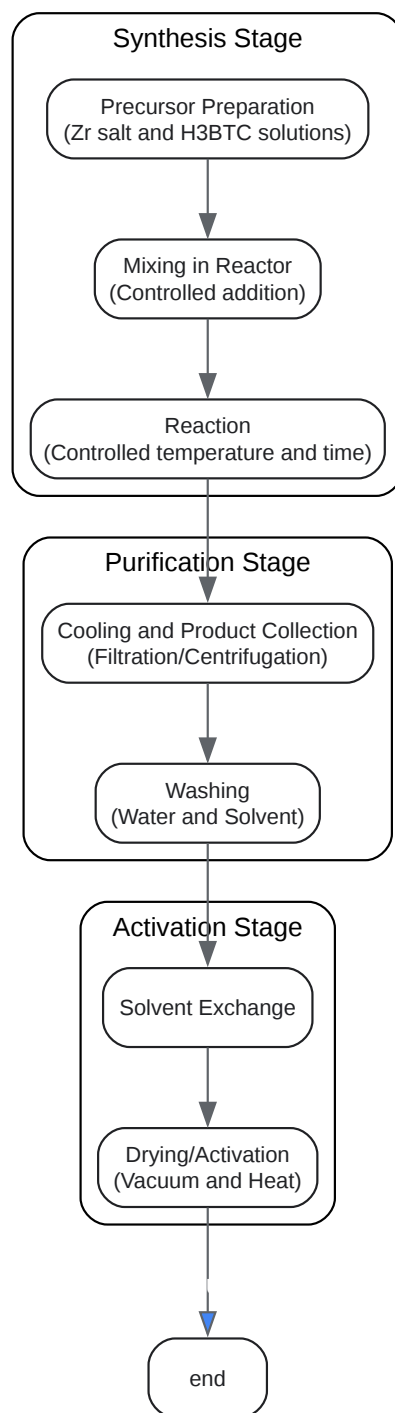 Synthesis Stage
Precursor Preparation
(Zr salt and H3BTC solutions)
Mixing in Reactor
(Controlled addition)
Reaction
(Controlled temperature and time)
Purification Stage
Cooling and Product Collection
(Filtration/Centrifugation)
Washing
(Water and Solvent)
Activation Stage
Solvent Exchange
Drying/Activation
(Vacuum and Heat)
end